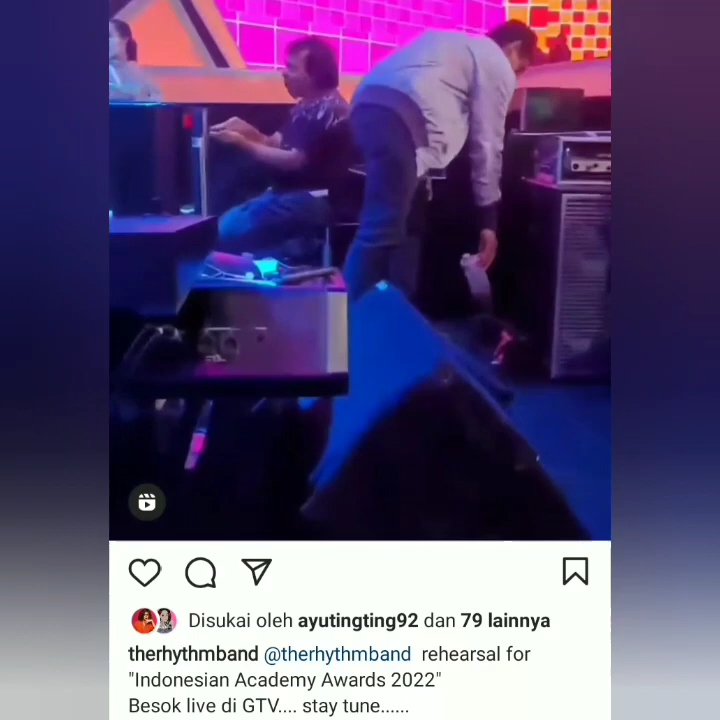 Disukai oleh ayutingting92 dan 79 lainnya
therhythmband @therhythmband rehearsal for
"Indonesian Academy Awards 2022"
Besok live di GTV.... stay tune......